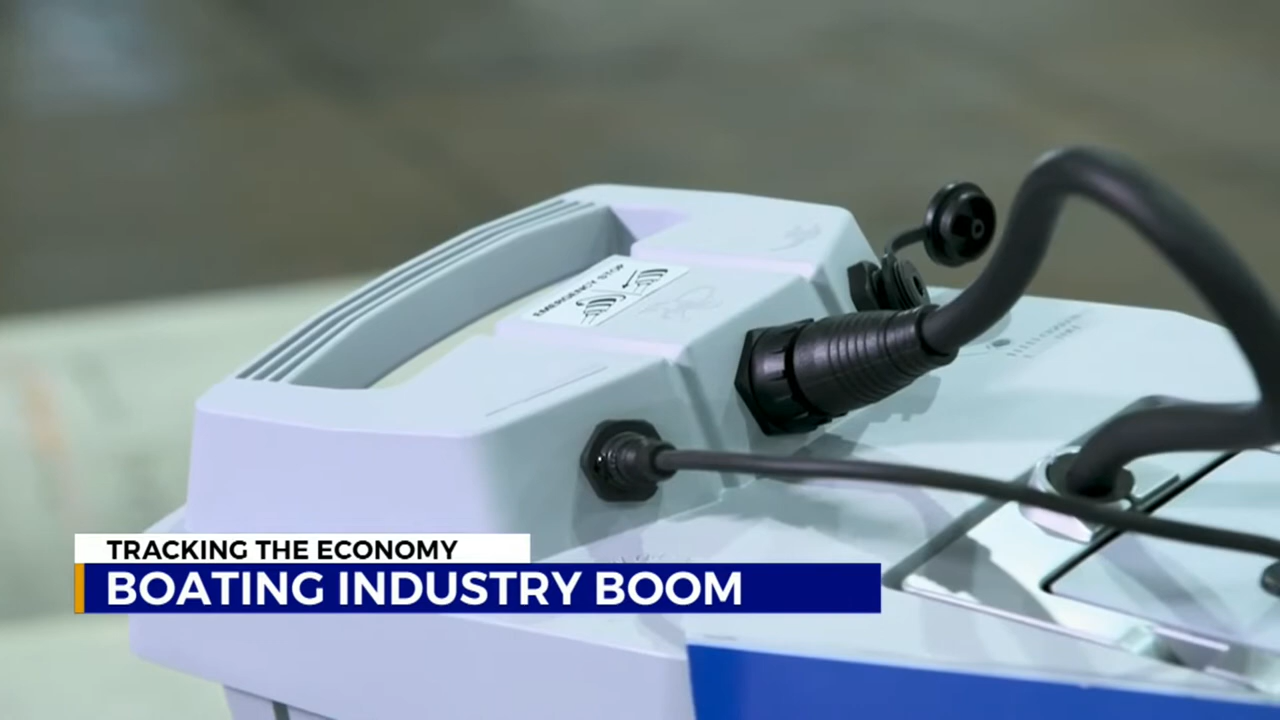 EMERGENCY STOP
TRACKING THE ECONOMY
BOATING INDUSTRY BOOM